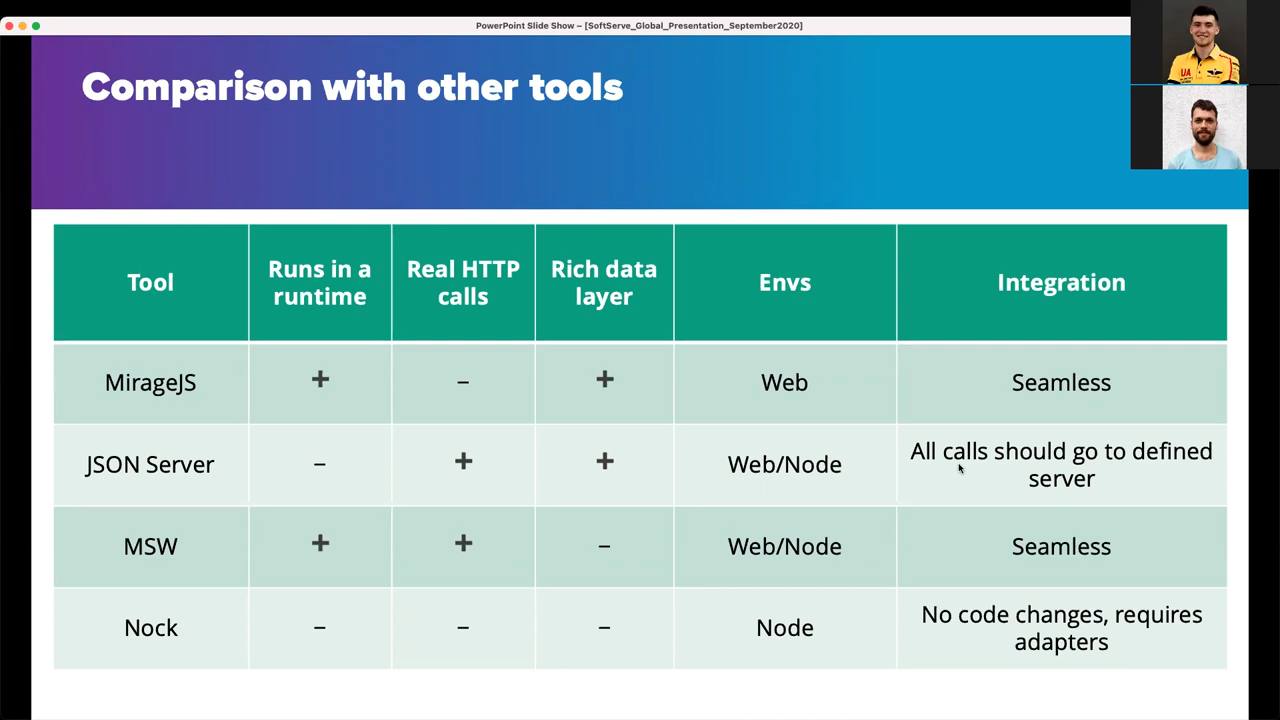 PowerPoint Slide Show – [SoftServe_Global_Presentation_September2020]
Comparison with other tools
Tool
Runs in a
runtime
Real HTTP
calls
Rich data
layer
Envs
Integration
MirageJS
+
–
+
Web
Seamless
JSON Server
–
+
+
Web/Node
All calls should go to defined
server
MSW
+
+
–
Web/Node
Seamless
Nock
–
–
–
Node
No code changes, requires
adapters
UA